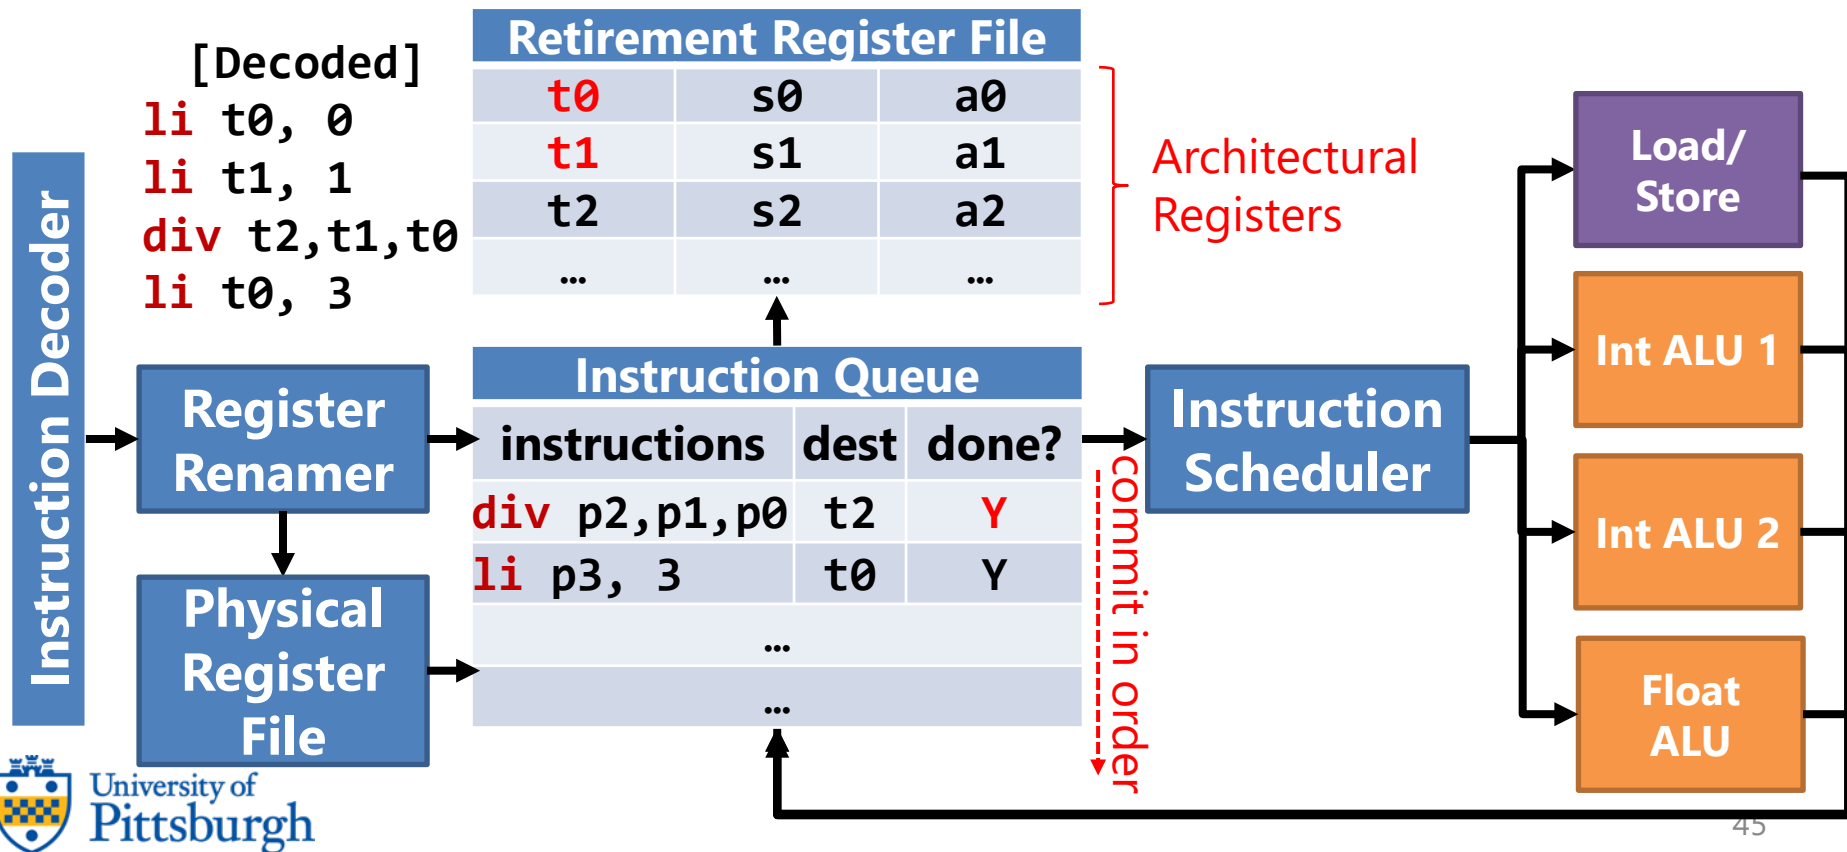 [Decoded]
li t0, 0
li t1, 1
div t2,t1,t0
li t0, 3
Instruction Decoder
Register
Renamer
Physical
Register
File
Retirement Register File
t0 s0 a0
t1 s1 a1
t2 s2 a2
… … …
Architectural
Registers
Instruction Queue
instructions dest done?
div p2,p1,p0 t2 Y
li p3, 3 t0 Y
…
…
commit in order
Instruction
Scheduler
Load/
Store
Int ALU 1
Int ALU 2
Float
ALU
University of
Pittsburgh
45